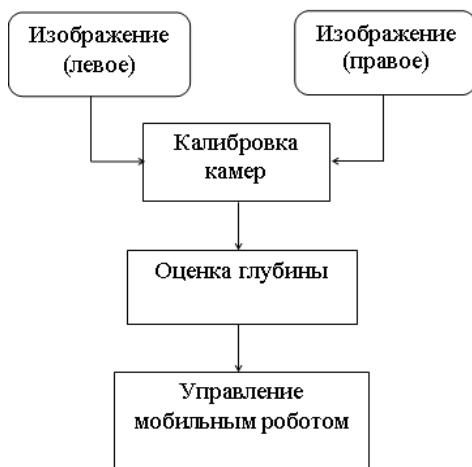 Изображение
(левое)
Изображение
(правое)
Калибровка
камер
Оценка глубины
Управление
мобильным роботом